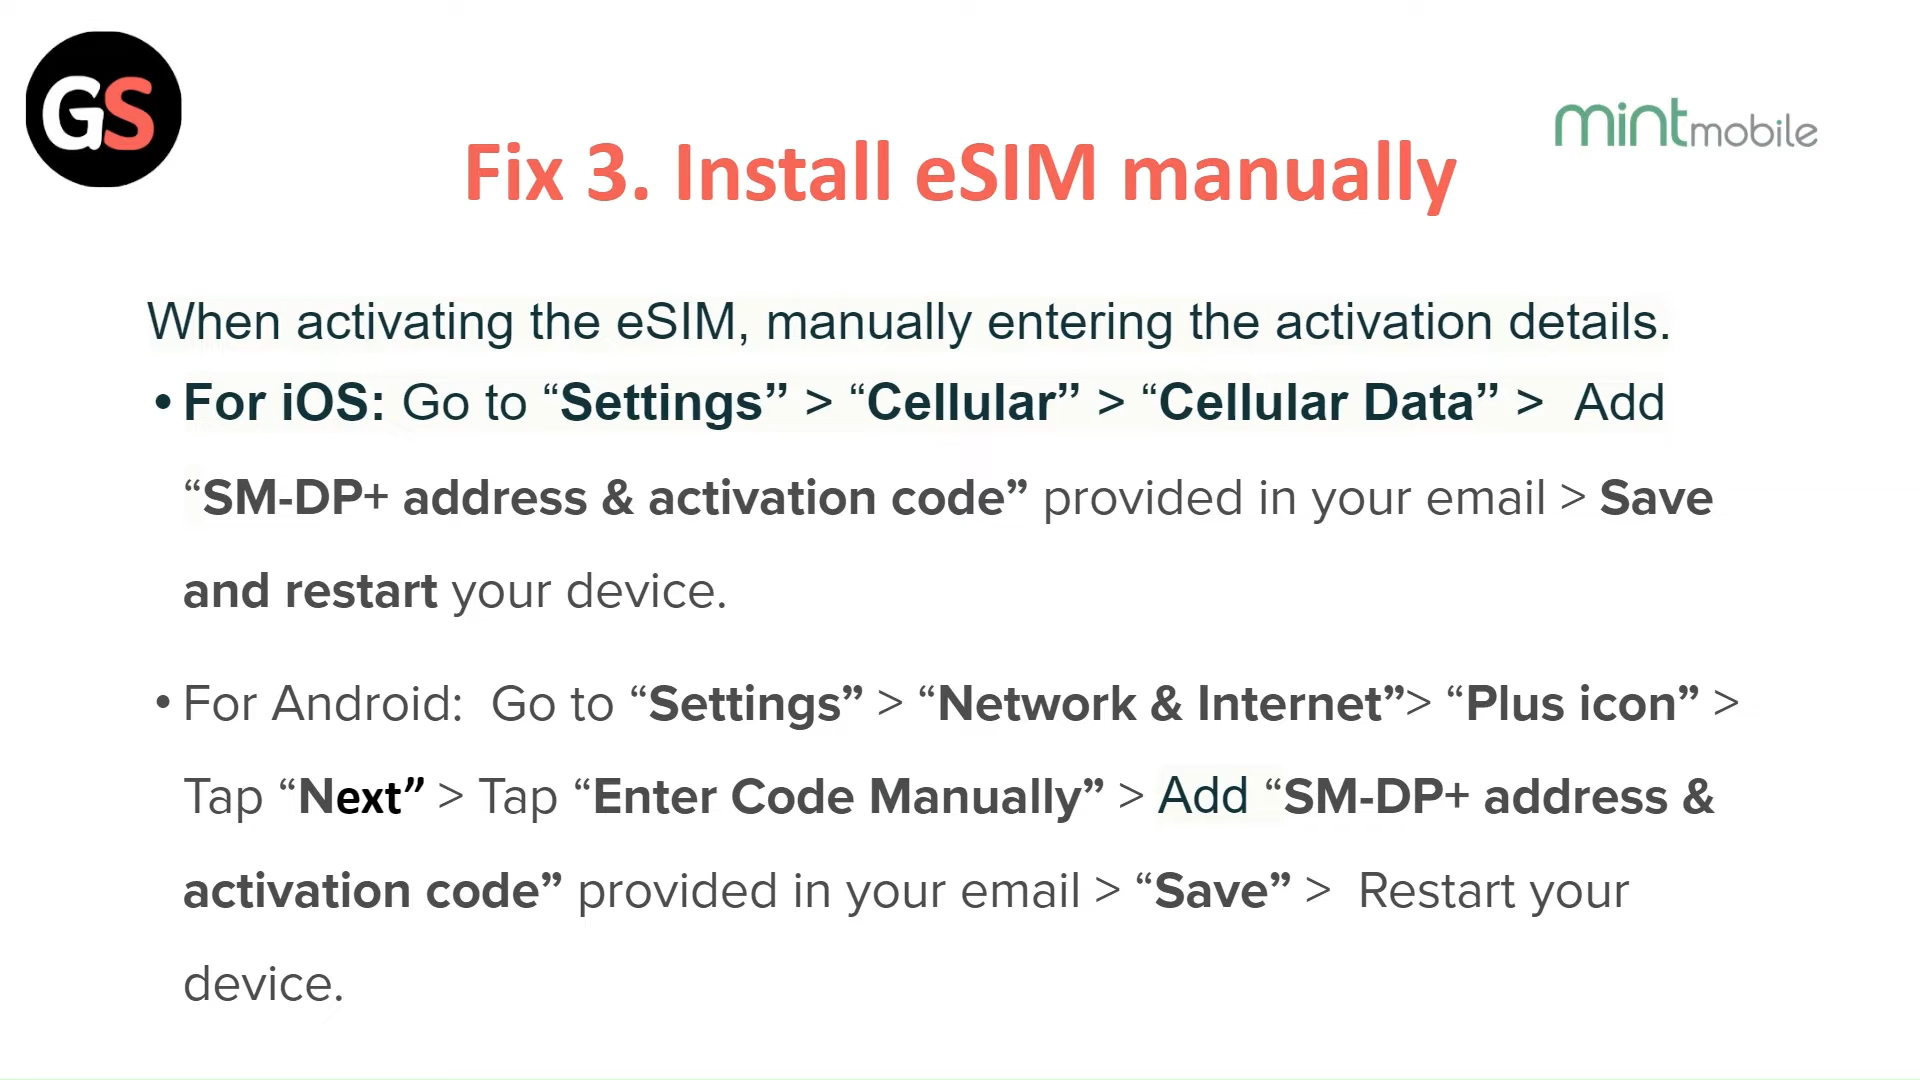 GS
mintmobile
Fix 3. Install eSIM manually
When activating the eSIM, manually entering the activation details.
• For iOS: Go to “Settings” > “Cellular” > “Cellular Data” > Add
“SM-DP+ address & activation code” provided in your email > Save
and restart your device.
• For Android: Go to “Settings” > “Network & Internet”> “Plus icon” >
Tap “Next” > Tap “Enter Code Manually” > Add “SM-DP+ address &
activation code” provided in your email > “Save” > Restart your
device.